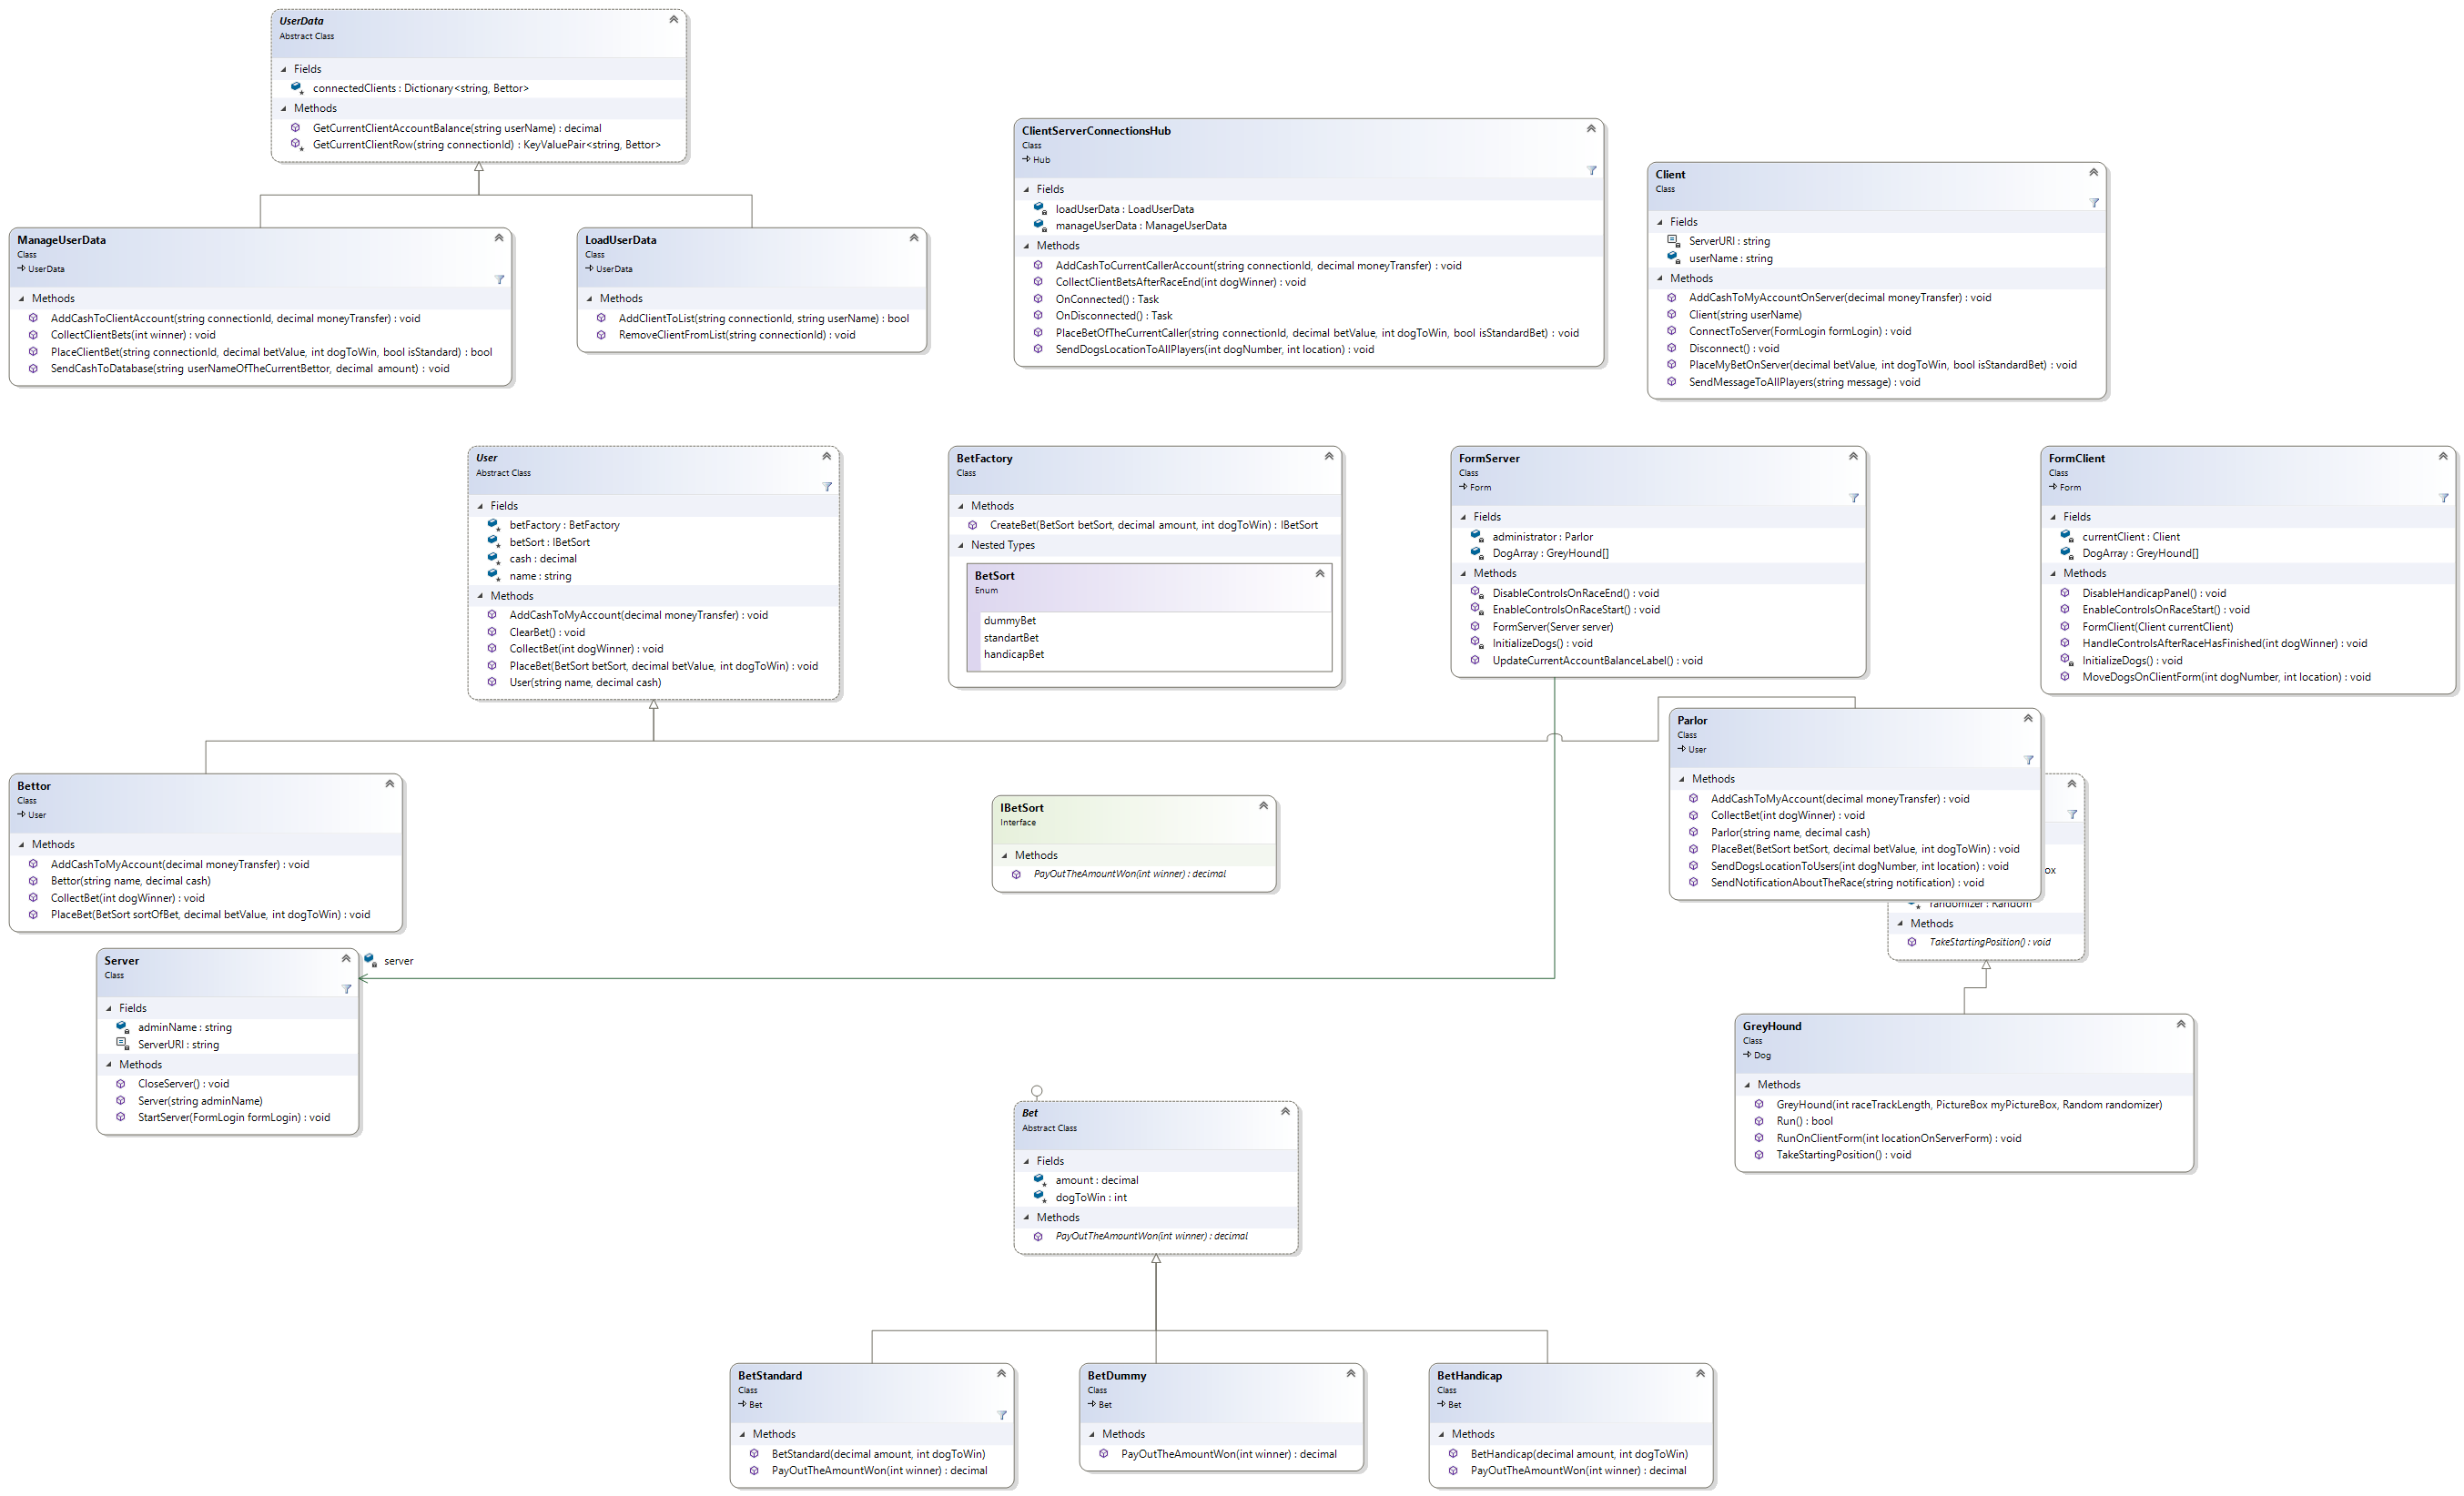 UserData
Abstract Class
Fields
connectedClients : Dictionary<string, Bettor>
Methods
GetCurrentClientAccountBalance(string userName) : decimal
GetCurrentClientRow(string connectionId) : KeyValuePair<string, Bettor>
ManageUserData
Class
UserData
Methods
AddCashToClientAccount(string connectionId, decimal moneyTransfer) : void
CollectClientBets(int winner) : void
PlaceClientBet(string connectionId, decimal betValue, int dogToWin, bool isStandard) : bool
SendCashToDatabase(string userNameOfTheCurrentBettor, decimal amount) : void
LoadUserData
Class
UserData
Methods
AddClientToList(string connectionId, string userName) : bool
RemoveClientFromList(string connectionId) : void
ClientServerConnectionsHub
Class
Hub
Fields
loadUserData : LoadUserData
manageUserData : ManageUserData
Methods
AddCashToCurrentCallerAccount(string connectionId, decimal moneyTransfer) : void
CollectClientBetsAfterRaceEnd(int dogWinner) : void
OnConnected() : Task
OnDisconnected() : Task
PlaceBetOfTheCurrentCaller(string connectionId, decimal betValue, int dogToWin, bool isStandardBet) : void
SendDogsLocationToAllPlayers(int dogNumber, int location) : void
Client
Class
Fields
ServerURI : string
userName : string
Methods
AddCashToMyAccountOnServer(decimal moneyTransfer) : void
Client(string userName)
ConnectToServer(FormLogin formLogin) : void
Disconnect() : void
PlaceMyBetOnServer(decimal betValue, int dogToWin, bool isStandardBet) : void
SendMessageToAllPlayers(string message) : void
User
Abstract Class
Fields
betFactory : BetFactory
betSort : IBetSort
cash : decimal
name : string
Methods
AddCashToMyAccount(decimal moneyTransfer) : void
ClearBet() : void
CollectBet(int dogWinner) : void
PlaceBet(BetSort betSort, decimal betValue, int dogToWin) : void
User(string name, decimal cash)
BetFactory
Class
Methods
CreateBet(BetSort betSort, decimal amount, int dogToWin) : IBetSort
Nested Types
BetSort
Enum
dummyBet
standartBet
handicapBet
FormServer
Class
Form
Fields
administrator : Parlor
DogArray : GreyHound[]
Methods
DisableControlsOnRaceEnd() : void
EnableControlsOnRaceStart() : void
FormServer(Server server)
InitializeDogs() : void
UpdateCurrentAccountBalanceLabel() : void
FormClient
Class
Form
Fields
currentClient : Client
DogArray : GreyHound[]
Methods
DisableHandicapPanel() : void
EnableControlsOnRaceStart() : void
FormClient(Client currentClient)
HandleControlsAfterRaceHasFinished(int dogWinner) : void
InitializeDogs() : void
MoveDogsOnClientForm(int dogNumber, int location) : void
Bettor
Class
User
Methods
AddCashToMyAccount(decimal moneyTransfer) : void
Bettor(string name, decimal cash)
CollectBet(int dogWinner) : void
PlaceBet(BetSort sortOfBet, decimal betValue, int dogToWin) : void
IBetSort
Interface
Methods
PayOutTheAmountWon(int winner) : decimal
Parlor
Class
User
Methods
AddCashToMyAccount(decimal moneyTransfer) : void
CollectBet(int dogWinner) : void
Parlor(string name, decimal cash)
PlaceBet(BetSort betSort, decimal betValue, int dogToWin) : void
SendDogsLocationToUsers(int dogNumber, int location) : void
SendNotificationAboutTheRace(string notification) : void
ox
randomizer : Random
Methods
TakeStartingPosition() : void
Server
Class
Fields
adminName : string
ServerURI : string
Methods
CloseServer() : void
Server(string adminName)
StartServer(FormLogin formLogin) : void
server
GreyHound
Class
Dog
Methods
GreyHound(int raceTrackLength, PictureBox myPictureBox, Random randomizer)
Run() : bool
RunOnClientForm(int locationOnServerForm) : void
TakeStartingPosition() : void
Bet
Abstract Class
Fields
amount : decimal
dogToWin : int
Methods
PayOutTheAmountWon(int winner) : decimal
BetStandard
Class
Bet
Methods
BetStandard(decimal amount, int dogToWin)
PayOutTheAmountWon(int winner) : decimal
BetDummy
Class
Bet
Methods
PayOutTheAmountWon(int winner) : decimal
BetHandicap
Class
Bet
Methods
BetHandicap(decimal amount, int dogToWin)
PayOutTheAmountWon(int winner) : decimal